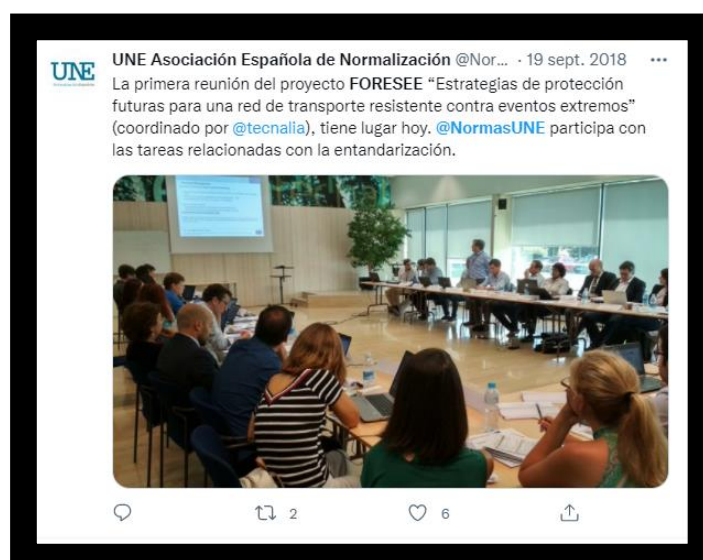 UNE
UNE Asociación Española de Normalización @Nor... · 19 sept. 2018
La primera reunión del proyecto FORESEE “Estrategias de protección
futuras para una red de transporte resistente contra eventos extremos”
(coordinado por @tecnalia), tiene lugar hoy. @NormasUNE participa con
las tareas relacionadas con la entandarización.
2
6